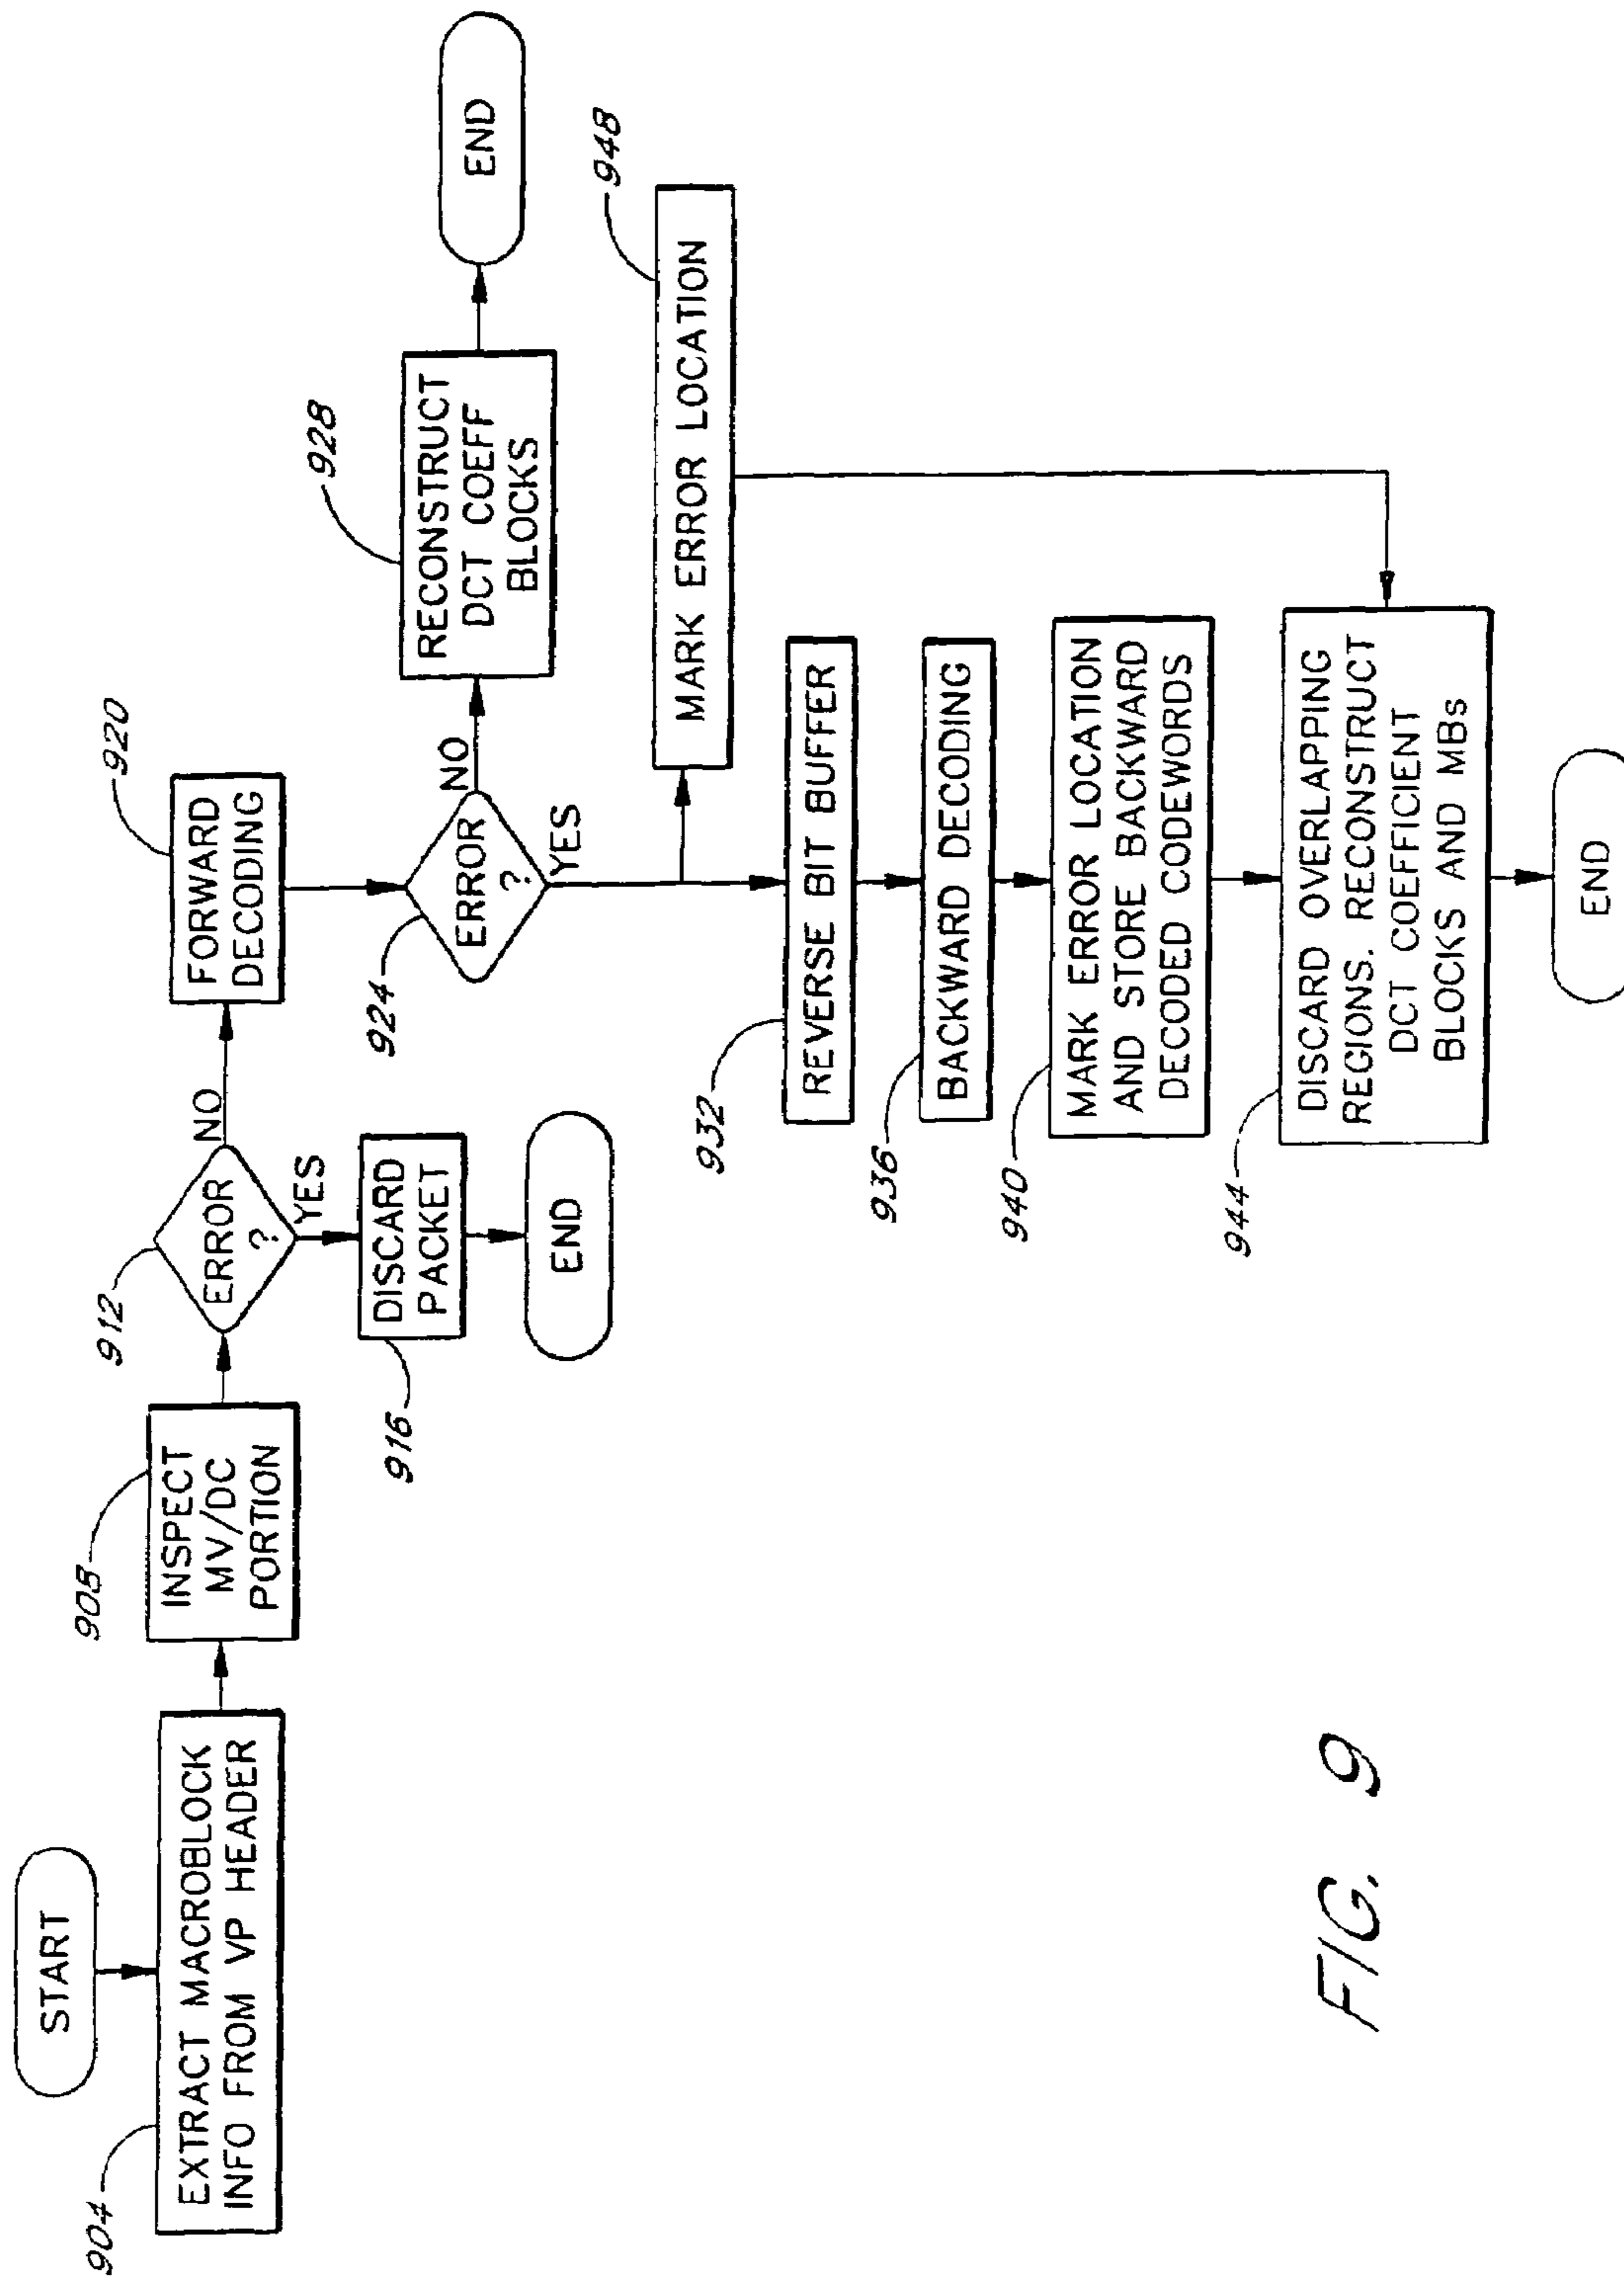 START
904
EXTRACT MACROBLOCK
INFO FROM VP HEADER
908
INSPECT
MV/DC
PORTION
912
ERROR
?
NO
YES
916
DISCARD
PACKET
END
920
FORWARD
DECODING
924
ERROR
?
NO
YES
928
RECONSTRUCT
DCT COEFF
BLOCKS
END
948
MARK ERROR LOCATION
932
REVERSE BIT BUFFER
936
BACKWARD DECODING
940
MARK ERROR LOCATION
AND STORE BACKWARD
DECODED CODEWORDS
944
DISCARD OVERLAPPING
REGIONS. RECONSTRUCT
DCT COEFFICIENT
BLOCKS AND MBs
END
FIG. 9